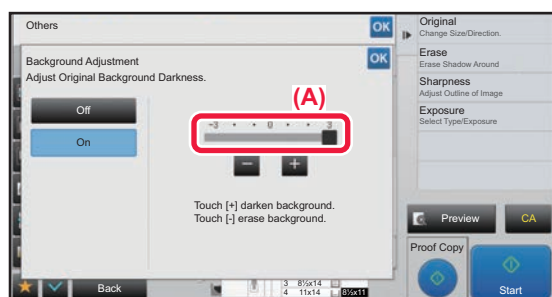 Others
OK
Background Adjustment
OK
Adjust Original Background Darkness.
Off
On
(A)
-3 • • 0 • • 3
− +
Touch [+] darken background.
Touch [-] erase background.
Back
3 8½x14
4 11x14
8½x11
Original
Change Size/Direction.
Erase
Erase Shadow Around
Sharpness
Adjust Outline of Image
Exposure
Select Type/Exposure
Preview
CA
Proof Copy
Start